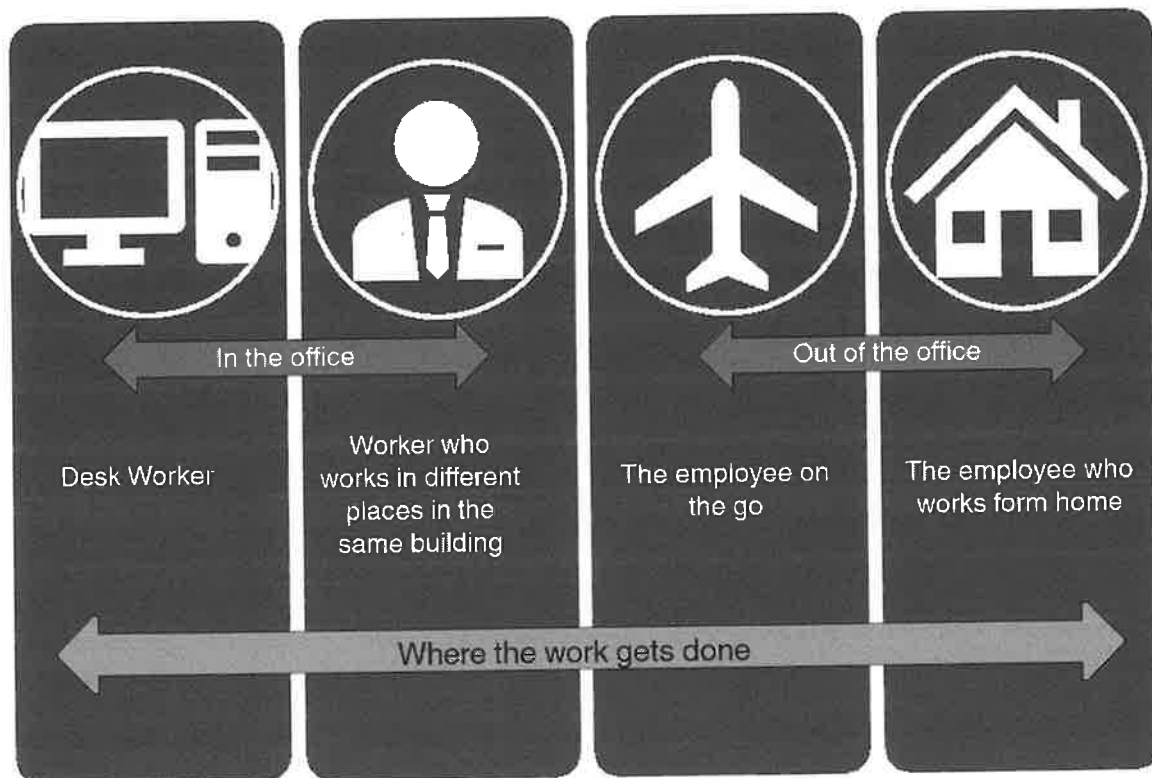 In the office
Out of the office
Desk Worker
Worker who
works in different
places in the
same building
The employee on
the go
The employee who
works form home
Where the work gets done